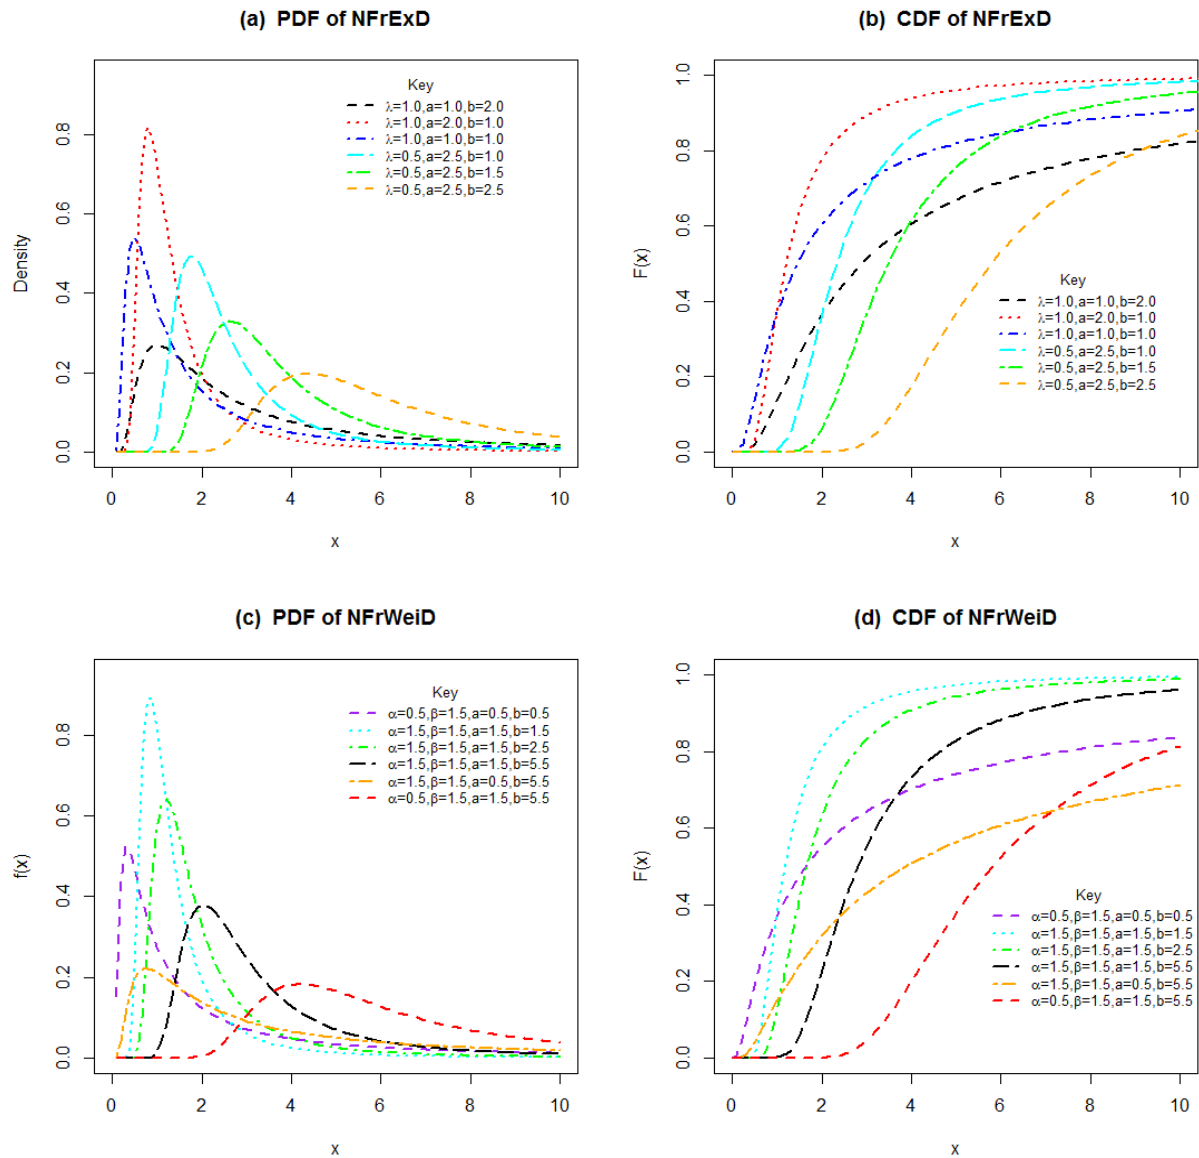 (a) PDF of NFrExD
Density
0.0 0.2 0.4 0.6 0.8
Key
λ=1.0,a=1.0,b=2.0
λ=1.0,a=2.0,b=1.0
λ=1.0,a=1.0,b=1.0
λ=0.5,a=2.5,b=1.0
λ=0.5,a=2.5,b=1.5
λ=0.5,a=2.5,b=2.5
0 2 4 6 8 10
x
(b) CDF of NFrExD
F(x)
0.0 0.2 0.4 0.6 0.8 1.0
Key
λ=1.0,a=1.0,b=2.0
λ=1.0,a=2.0,b=1.0
λ=1.0,a=1.0,b=1.0
λ=0.5,a=2.5,b=1.0
λ=0.5,a=2.5,b=1.5
λ=0.5,a=2.5,b=2.5
0 2 4 6 8 10
x
(c) PDF of NFrWeiD
f(x)
0.0 0.2 0.4 0.6 0.8
Key
α=0.5,β=1.5,a=0.5,b=0.5
α=1.5,β=1.5,a=1.5,b=1.5
α=1.5,β=1.5,a=1.5,b=2.5
α=1.5,β=1.5,a=1.5,b=5.5
α=1.5,β=1.5,a=0.5,b=5.5
α=0.5,β=1.5,a=1.5,b=5.5
0 2 4 6 8 10
x
(d) CDF of NFrWeiD
F(x)
0.0 0.2 0.4 0.6 0.8 1.0
Key
α=0.5,β=1.5,a=0.5,b=0.5
α=1.5,β=1.5,a=1.5,b=1.5
α=1.5,β=1.5,a=1.5,b=2.5
α=1.5,β=1.5,a=1.5,b=5.5
α=1.5,β=1.5,a=0.5,b=5.5
α=0.5,β=1.5,a=1.5,b=5.5
0 2 4 6 8 10
x